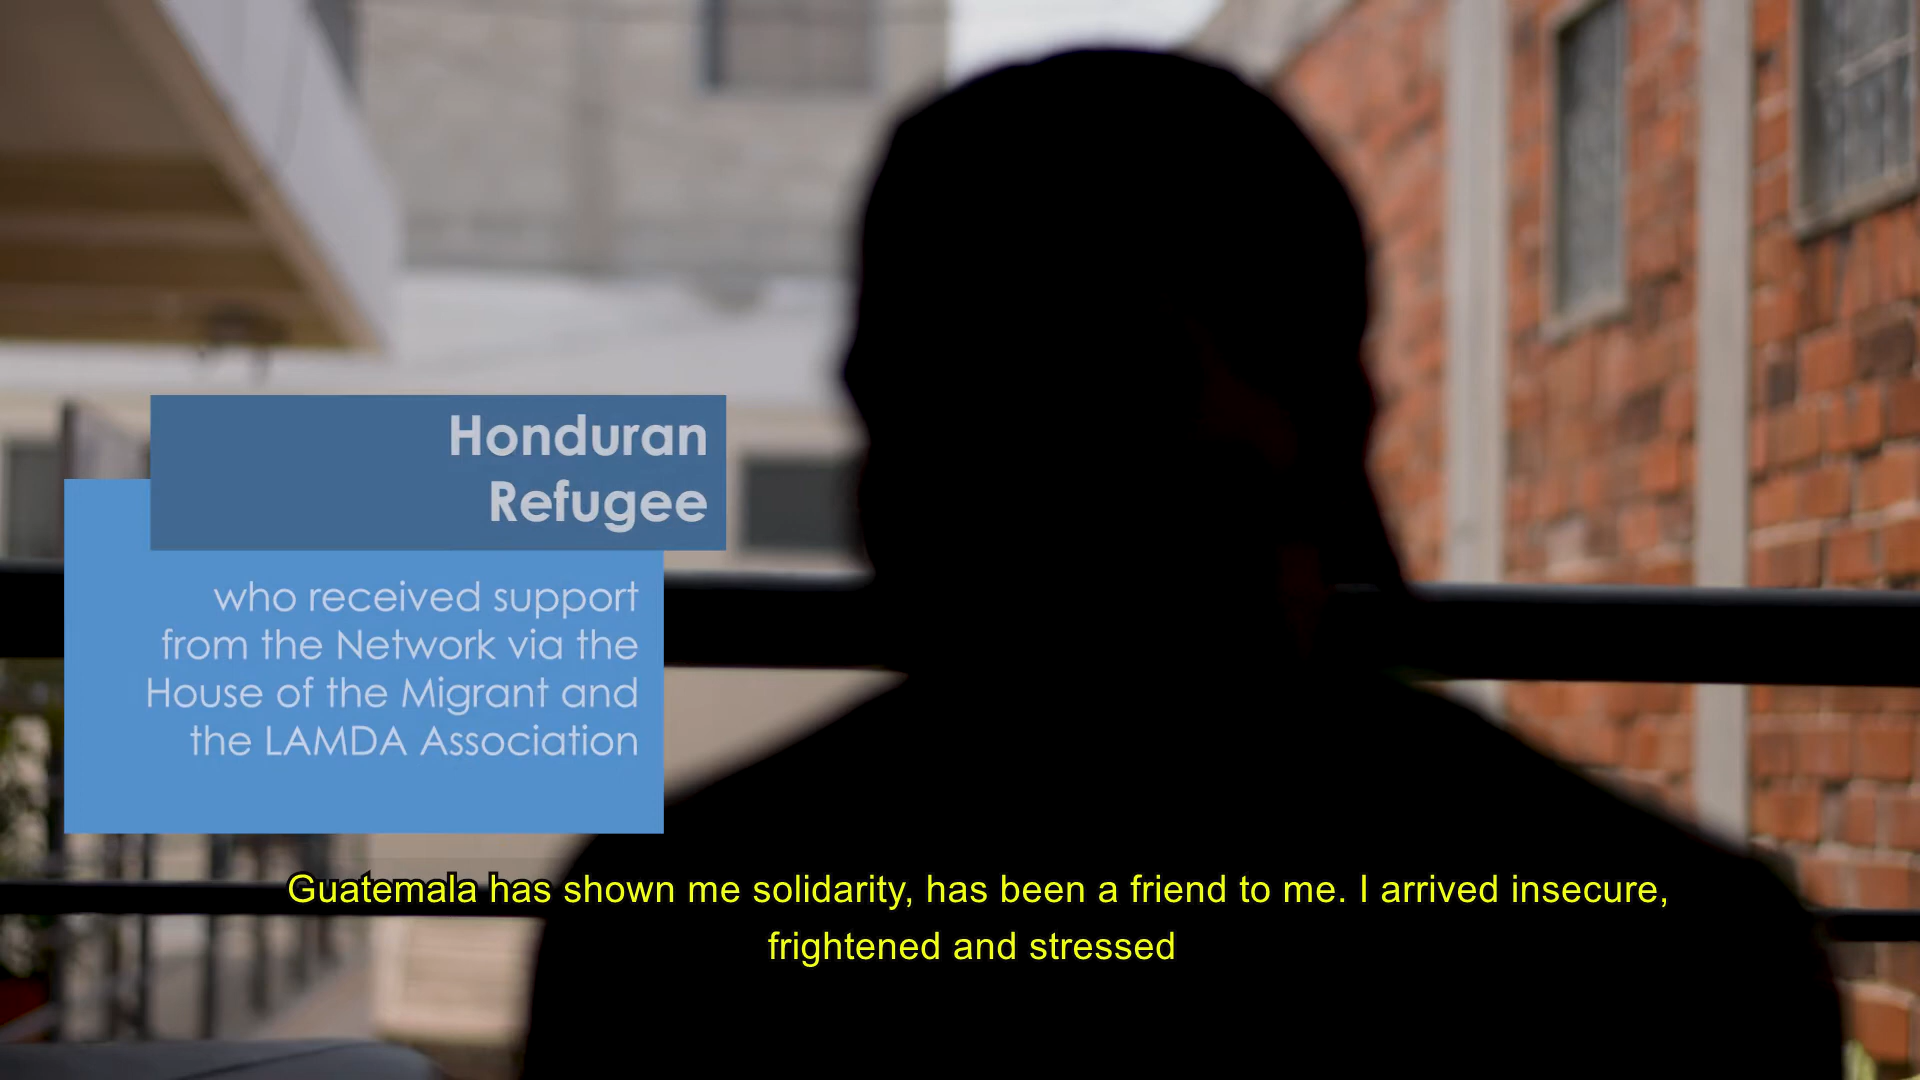 Honduran
Refugee
who received support
from the Network via the
House of the Migrant and
the LAMDA Association
Guatemala has shown me solidarity, has been a friend to me. I arrived insecure,
frightened and stressed